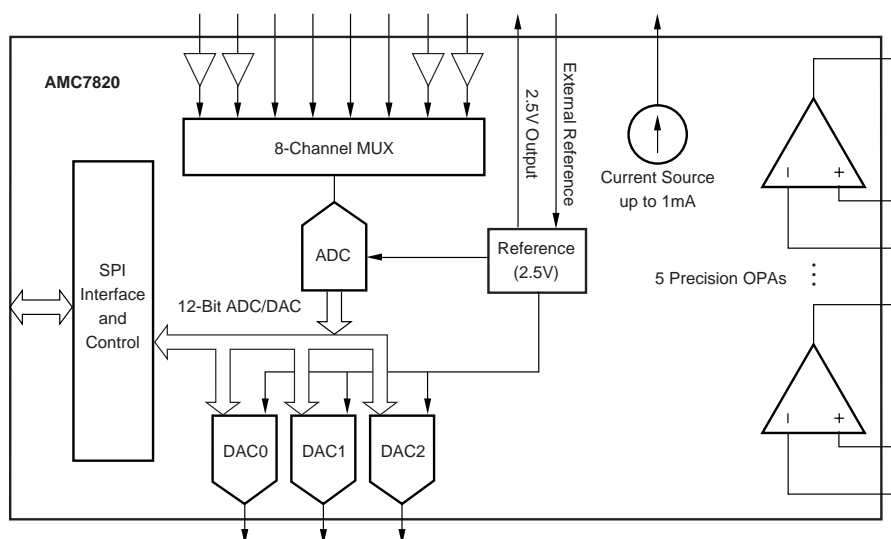 AMC7820
8-Channel MUX
2.5V Output
External Reference
Current Source
up to 1mA
ADC
Reference
(2.5V)
5 Precision OPAs
SPI
Interface
and
Control
12-Bit ADC/DAC
DAC0
DAC1
DAC2